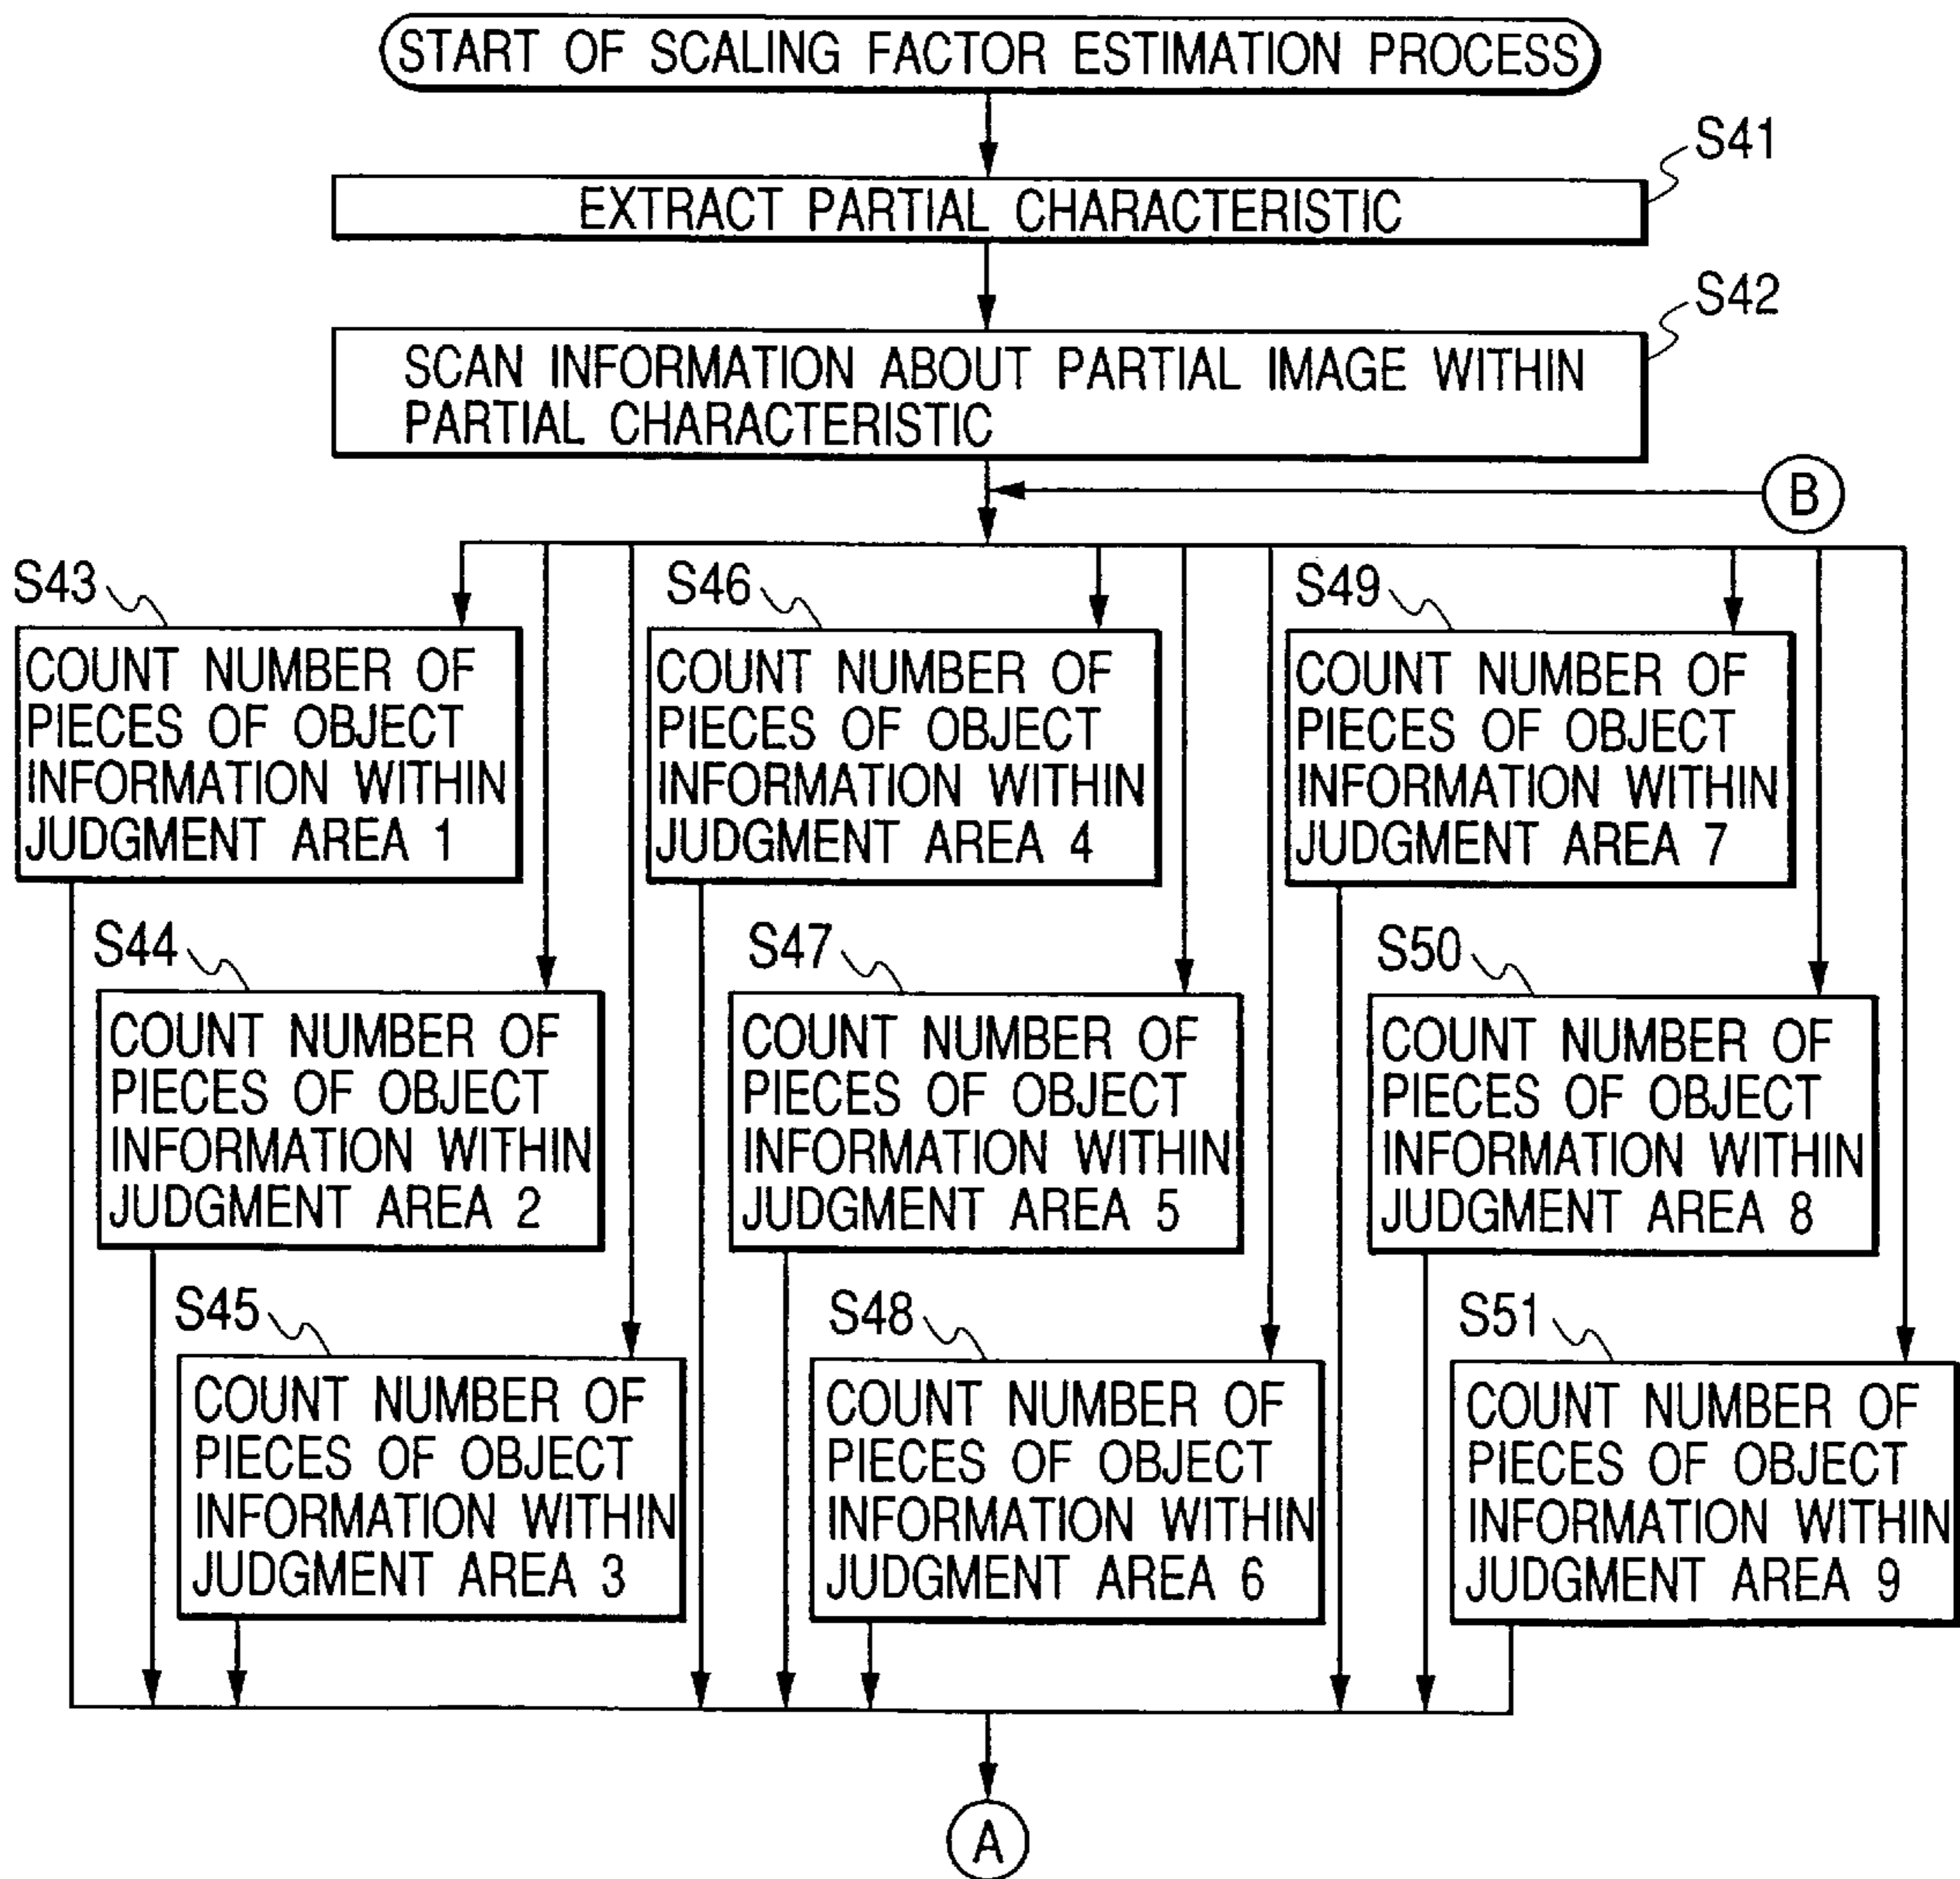 START OF SCALING FACTOR ESTIMATION PROCESS
S41
EXTRACT PARTIAL CHARACTERISTIC
S42
SCAN INFORMATION ABOUT PARTIAL IMAGE WITHIN
PARTIAL CHARACTERISTIC
B
S43
COUNT NUMBER OF
PIECES OF OBJECT
INFORMATION WITHIN
JUDGMENT AREA 1
S46
COUNT NUMBER OF
PIECES OF OBJECT
INFORMATION WITHIN
JUDGMENT AREA 4
S49
COUNT NUMBER OF
PIECES OF OBJECT
INFORMATION WITHIN
JUDGMENT AREA 7
S44
COUNT NUMBER OF
PIECES OF OBJECT
INFORMATION WITHIN
JUDGMENT AREA 2
S47
COUNT NUMBER OF
PIECES OF OBJECT
INFORMATION WITHIN
JUDGMENT AREA 5
S50
COUNT NUMBER OF
PIECES OF OBJECT
INFORMATION WITHIN
JUDGMENT AREA 8
S45
COUNT NUMBER OF
PIECES OF OBJECT
INFORMATION WITHIN
JUDGMENT AREA 3
S48
COUNT NUMBER OF
PIECES OF OBJECT
INFORMATION WITHIN
JUDGMENT AREA 6
S51
COUNT NUMBER OF
PIECES OF OBJECT
INFORMATION WITHIN
JUDGMENT AREA 9
A